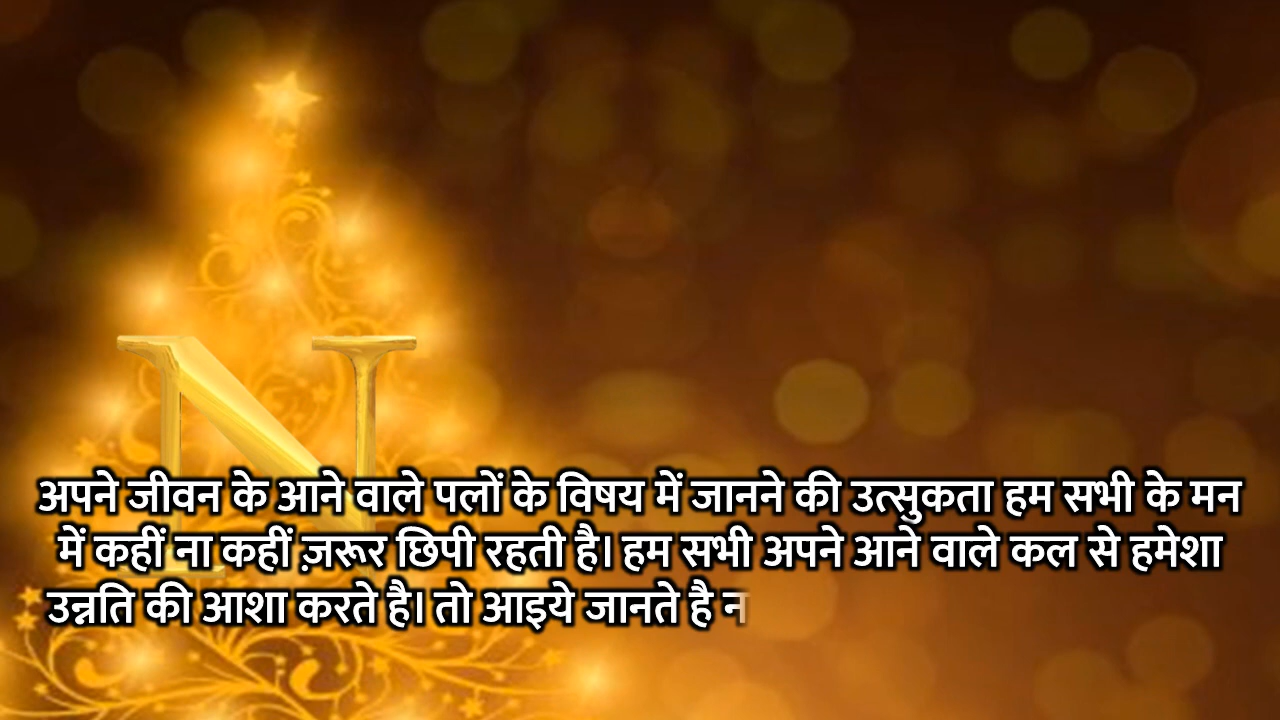 N
अपने जीवन के आने वाले पलों के विषय में जानने की उत्सुकता हम सभी के मन
में कहीं ना कहीं ज़रूर छिपी रहती है। हम सभी अपने आने वाले कल से हमेशा
उन्नति की आशा करते है। तो आइये जानते है